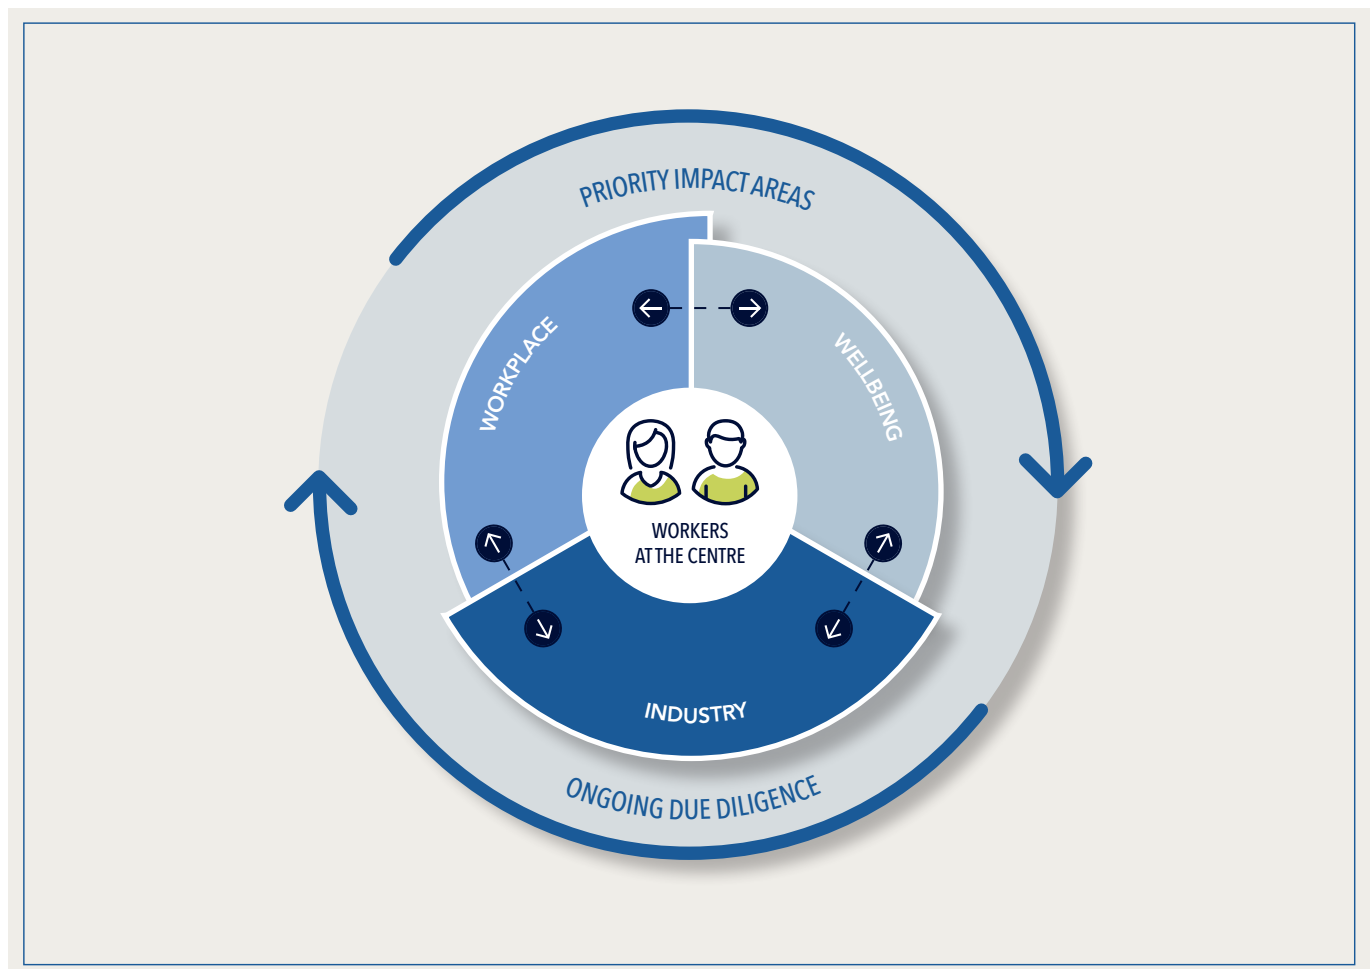 PRIORITY IMPACT AREAS
WORKPLACE
WELLBEING
WORKERS
AT THE CENTRE
INDUSTRY
ONGOING DUE DILIGENCE